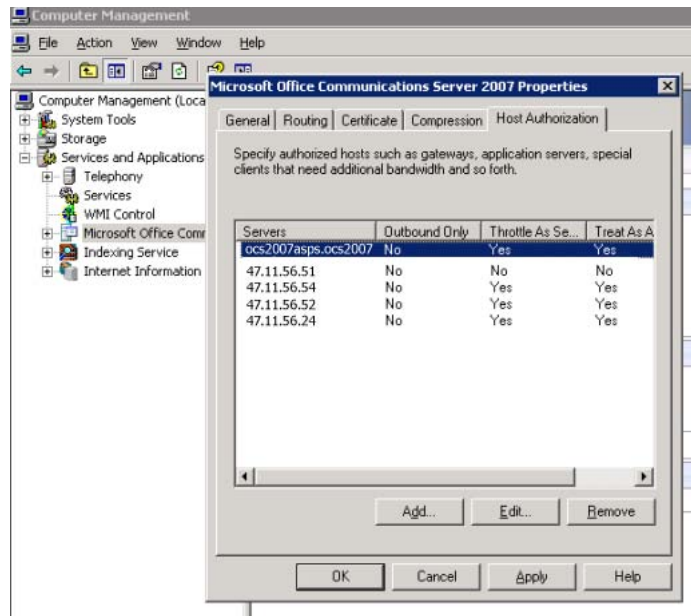 Computer Management
File Action View Window Help
Microsoft Office Communications Server 2007 Properties
Computer Management (Loca
System Tools
Storage
Services and Applications
Telephony
Services
WMI Control
Microsoft Office Comm
Indexing Service
Internet Information
General Routing Certificate Compression Host Authorization
Specify authorized hosts such as gateways, application servers, special
clients that need additional bandwidth and so forth.
Servers Outbound Only Throttle As Se... Treat As A
ocs2007asps.ocs2007 No Yes Yes
47.11.56.51 No No No
47.11.56.54 No Yes Yes
47.11.56.52 No Yes Yes
47.11.56.24 No Yes Yes
Add... Edit... Remove
OK Cancel Apply Help